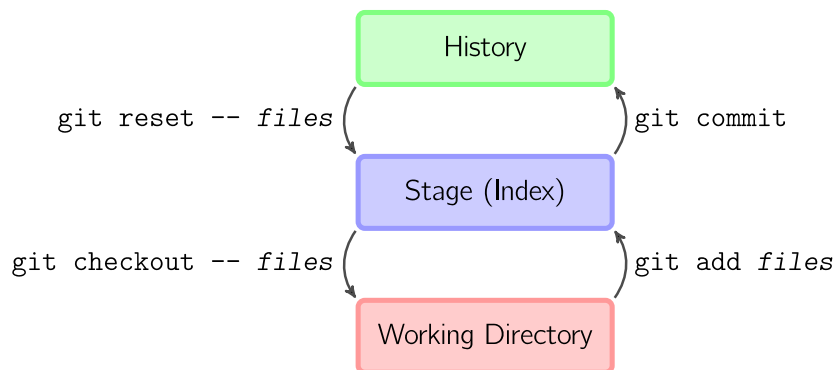 History
git reset -- files
git commit
Stage (Index)
git checkout -- files
git add files
Working Directory